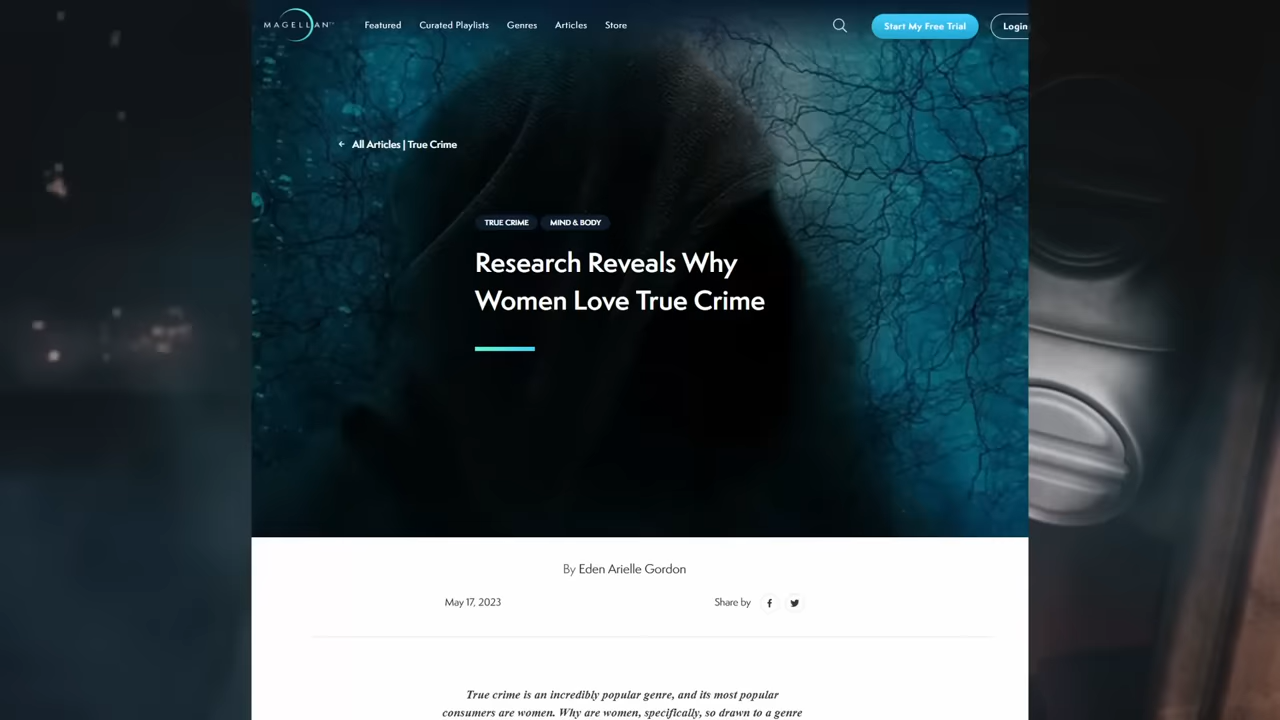 MAGELLAN™
Featured
Curated Playlists
Genres
Articles
Store
Start My Free Trial
Login
← All Articles | True Crime
TRUE CRIME
MIND & BODY
Research Reveals Why
Women Love True Crime
By Eden Arielle Gordon
May 17, 2023
Share by
True crime is an incredibly popular genre, and its most popular
consumers are women. Why are women, specifically, so drawn to a genre